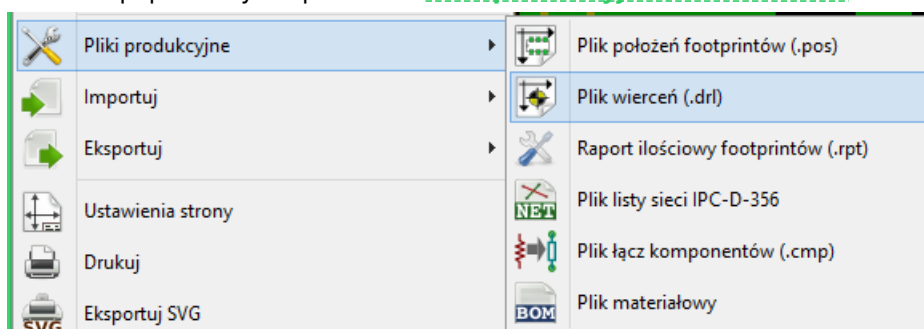 Pliki produkcyjne
Importuj
Eksportuj
Ustawienia strony
Drukuj
SVG
Eksportuj SVG
Plik położeń footprintów (.pos)
Plik wierceń (.drl)
Raport ilościowy footprintów (.rpt)
NET
Plik listy sieci IPC-D-356
Plik łącz komponentów (.cmp)
BOM
Plik materiałowy